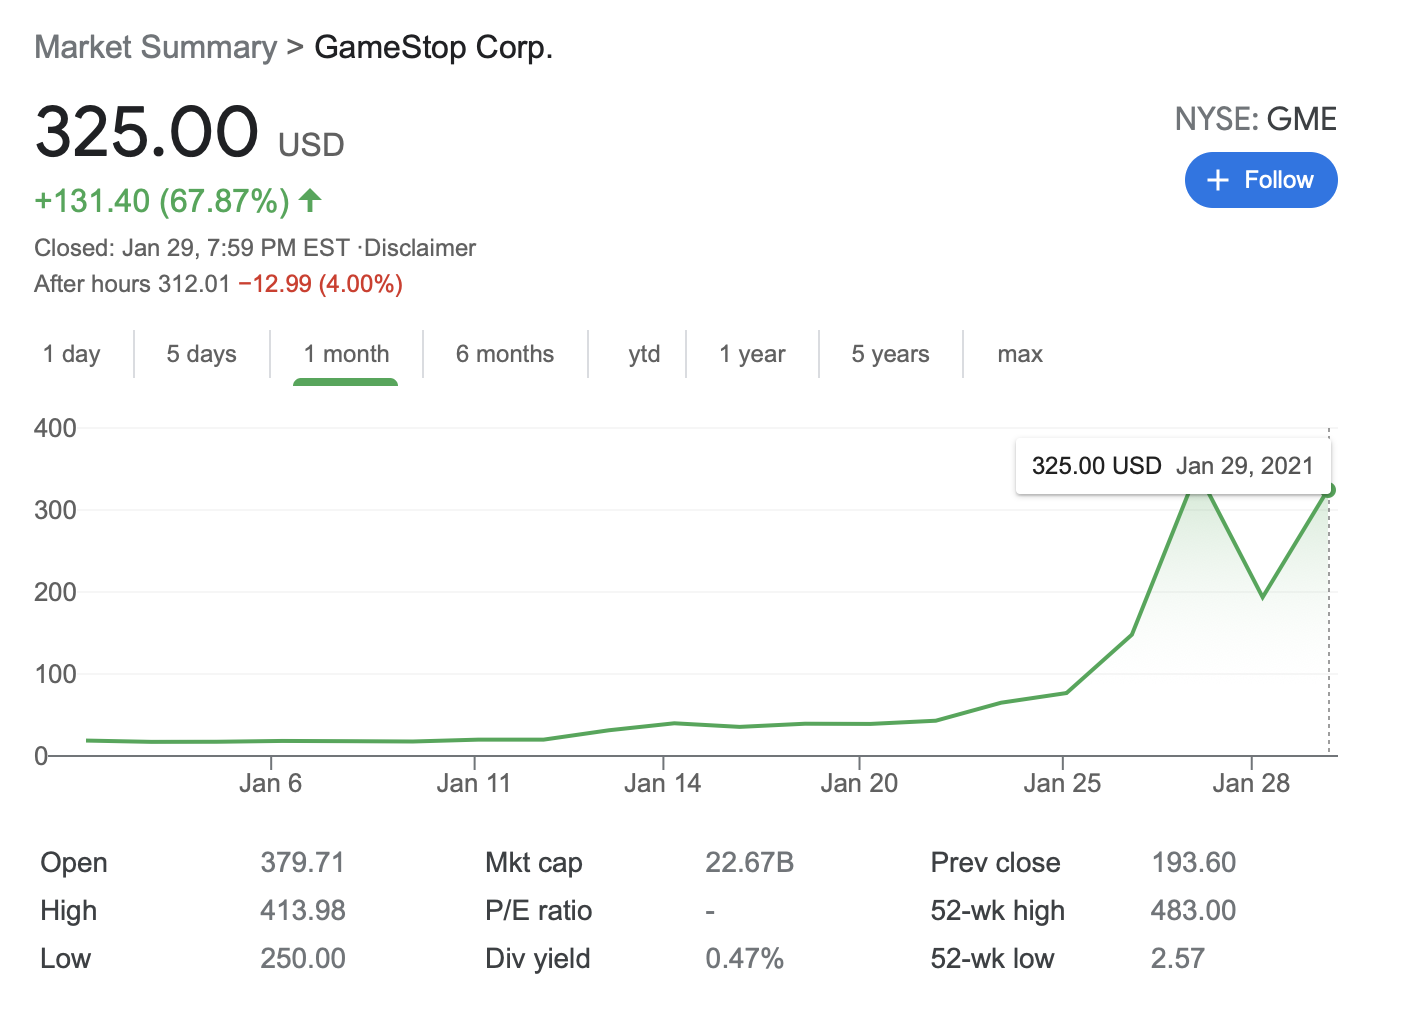 Market Summary > GameStop Corp.
325.00 USD
NYSE: GME
+131.40 (67.87%)
+ Follow
Closed: Jan 29, 7:59 PM EST ·Disclaimer
After hours 312.01 −12.99 (4.00%)
1 day 5 days 1 month 6 months ytd 1 year 5 years max
400
325.00 USD Jan 29, 2021
300
200
100
0
Jan 6 Jan 11 Jan 14 Jan 20 Jan 25 Jan 28
Open 379.71 Mkt cap 22.67B Prev close 193.60
High 413.98 P/E ratio - 52-wk high 483.00
Low 250.00 Div yield 0.47% 52-wk low 2.57